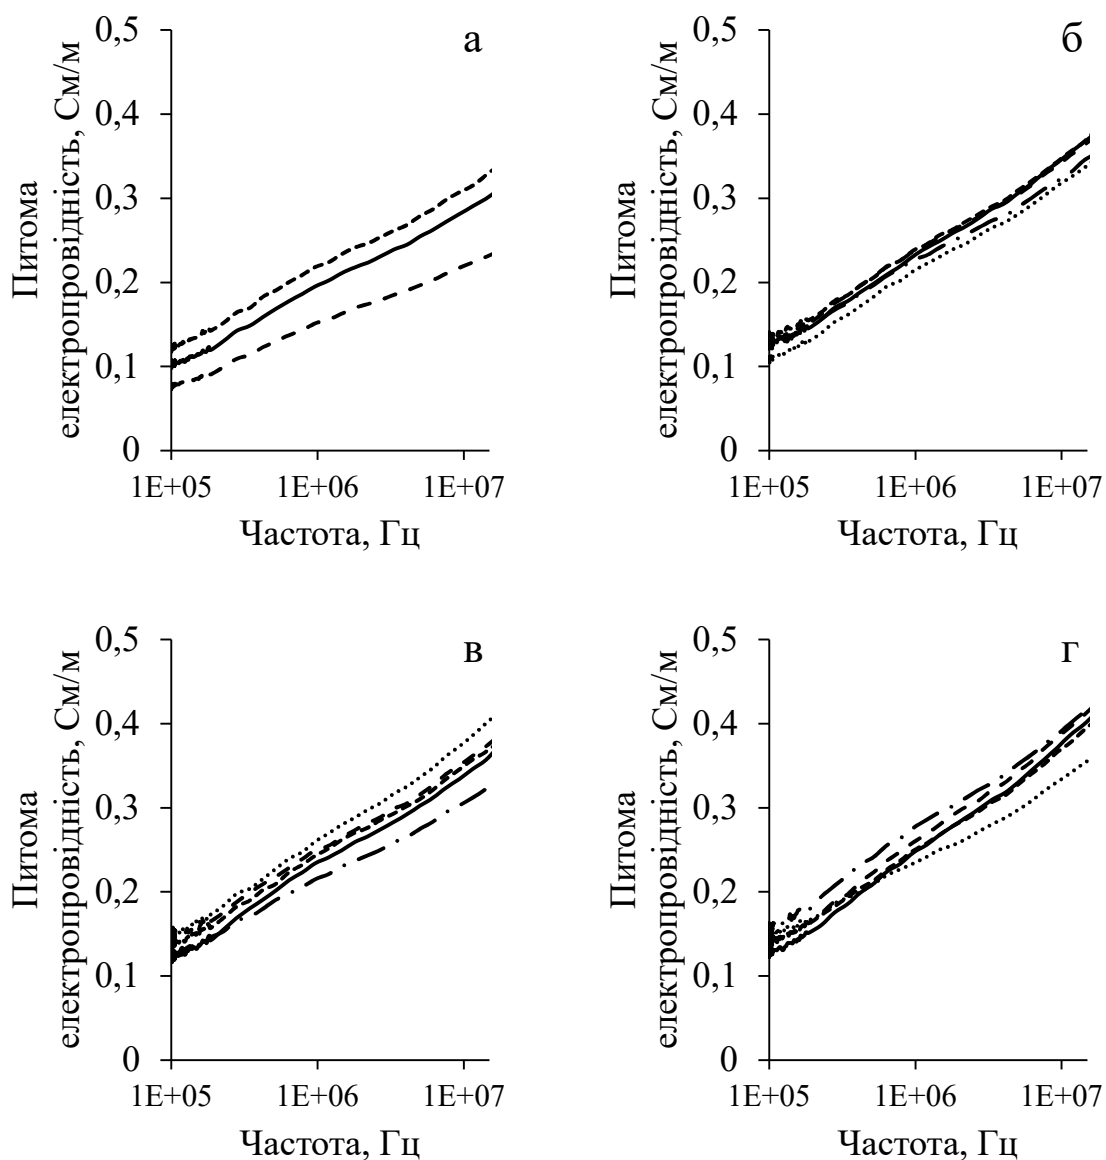 а
Питома
електропровідність, См/м
0,5
0,4
0,3
0,2
0,1
0
1E+05 1E+06 1E+07
Частота, Гц
б
Питома
електропровідність, См/м
0,5
0,4
0,3
0,2
0,1
0
1E+05 1E+06 1E+07
Частота, Гц
в
Питома
електропровідність, См/м
0,5
0,4
0,3
0,2
0,1
0
1E+05 1E+06 1E+07
Частота, Гц
г
Питома
електропровідність, См/м
0,5
0,4
0,3
0,2
0,1
0
1E+05 1E+06 1E+07
Частота, Гц